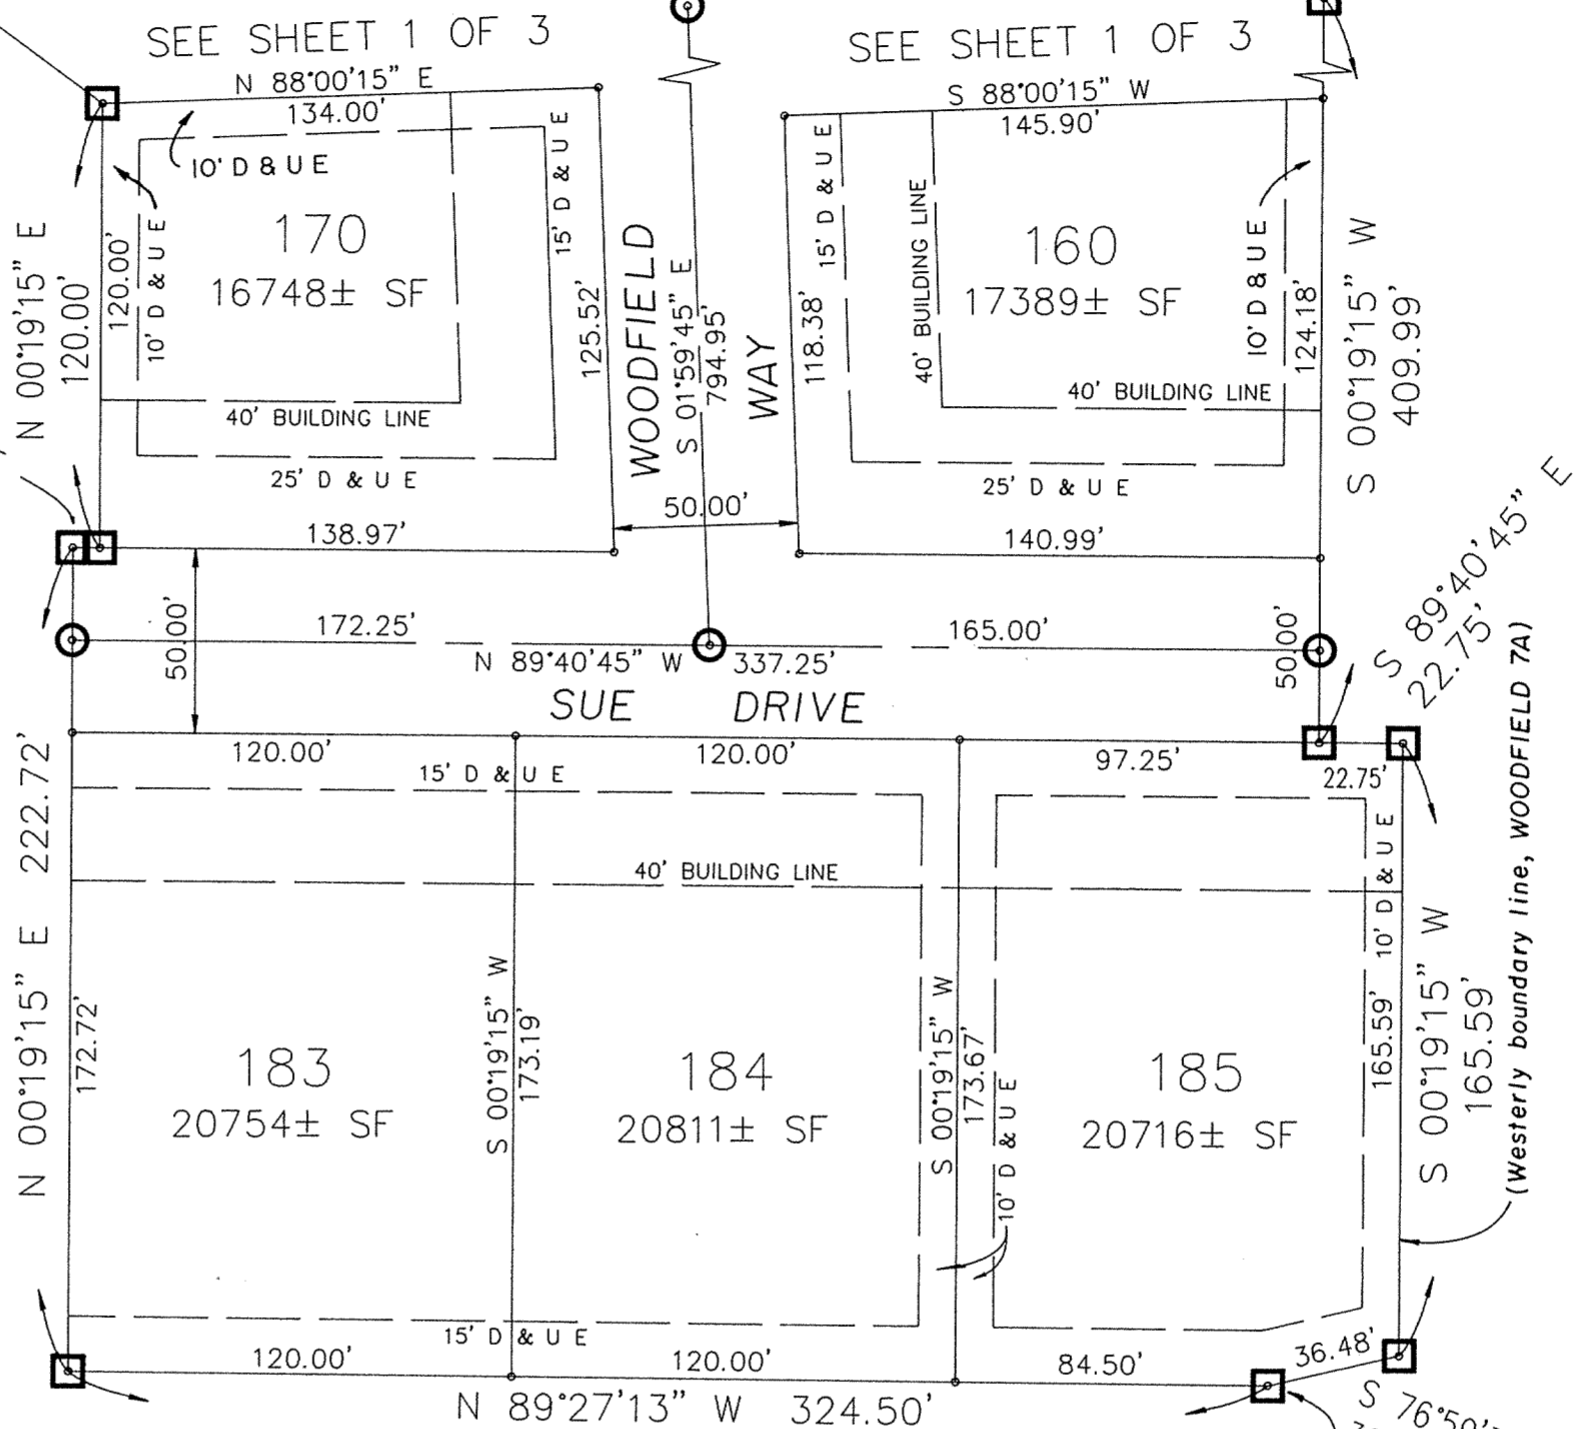 SEE SHEET 1 OF 3
SEE SHEET 1 OF 3
N 88°00'15" E
134.00'
S 88°00'15" W
145.90'
10' D & U E
N 00°19'15" E
120.00'
120.00'
10' D & U E
170
16748± SF
15' D & U E
125.52'
40' BUILDING LINE
25' D & U E
138.97'
WOODFIELD
WAY
S 01°59'45" E
794.95'
50.00'
118.38'
15' D & U E
40' BUILDING LINE
160
17389± SF
10' D & U E
124.18'
40' BUILDING LINE
25' D & U E
140.99'
S 00°19'15" W
409.99'
50.00'
172.25'
165.00'
N 89°40'45" W
337.25'
50.00'
SUE DRIVE
S 89°40'45" E
22.75'
120.00'
120.00'
97.25'
22.75'
15' D & U E
40' BUILDING LINE
N 00°19'15" E 222.72'
172.72'
183
20754± SF
S 00°19'15" W
173.19'
184
20811± SF
S 00°19'15" W
173.67'
10' D & U E
185
20716± SF
10' D & U E
165.59'
S 00°19'15" W
165.59'
(Westerly boundary line, WOODFIELD 7A)
15' D & U E
120.00'
120.00'
84.50'
36.48'
N 89°27'13" W 324.50'
S 76°50'